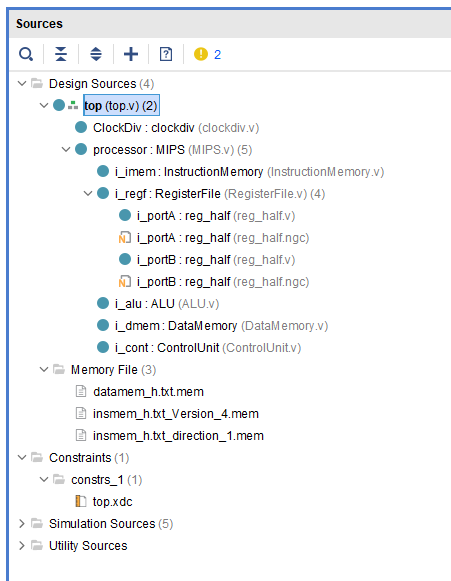 Sources
2
Design Sources (4)
top (top.v) (2)
ClockDiv : clockdiv (clockdiv.v)
processor : MIPS (MIPS.v) (5)
i_imem : InstructionMemory (InstructionMemory.v)
i_regf : RegisterFile (RegisterFile.v) (4)
i_portA : reg_half (reg_half.v)
i_portA : reg_half (reg_half.ngc)
i_portB : reg_half (reg_half.v)
i_portB : reg_half (reg_half.ngc)
i_alu : ALU (ALU.v)
i_dmem : DataMemory (DataMemory.v)
i_cont : ControlUnit (ControlUnit.v)
Memory File (3)
datamem_h.txt.mem
insmem_h.txt_Version_4.mem
insmem_h.txt_direction_1.mem
Constraints (1)
constrs_1 (1)
top.xdc
Simulation Sources (5)
Utility Sources